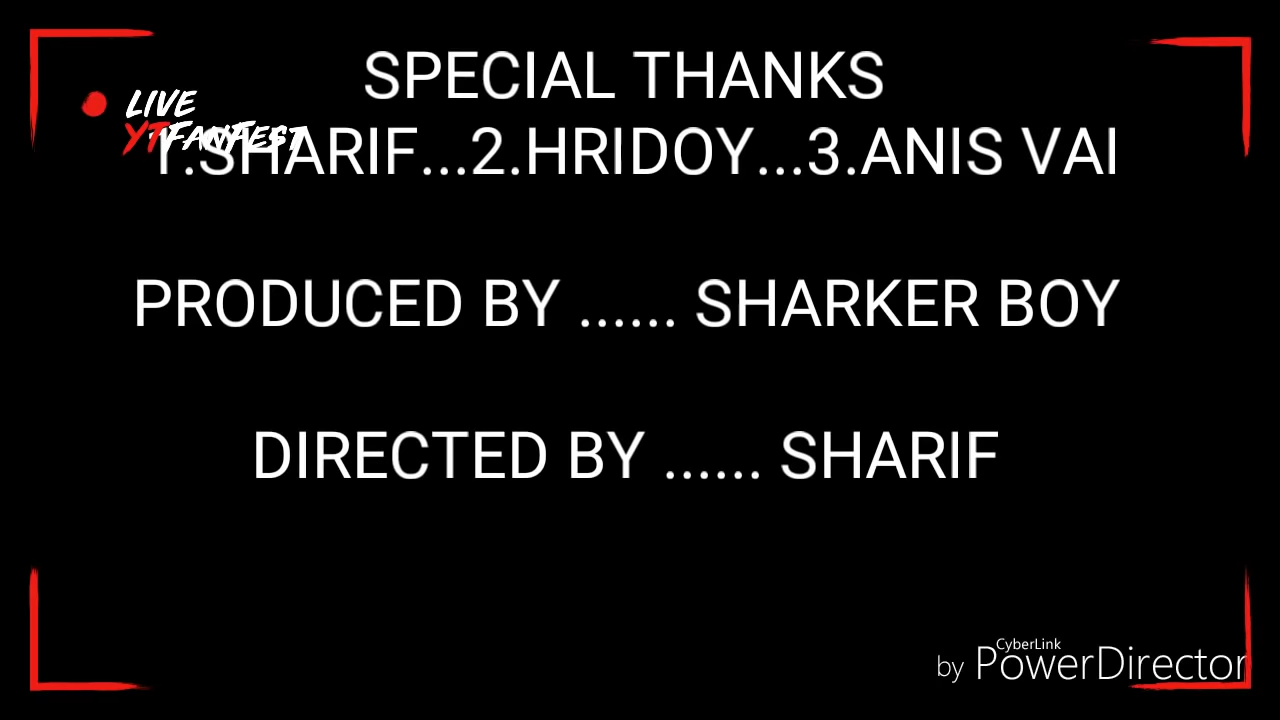 SPECIAL THANKS
LIVE
YTFANFEST
1.SHARIF...2.HRIDOY...3.ANIS VAI
PRODUCED BY ...... SHARKER BOY
DIRECTED BY ...... SHARIF
CyberLink
by PowerDirector